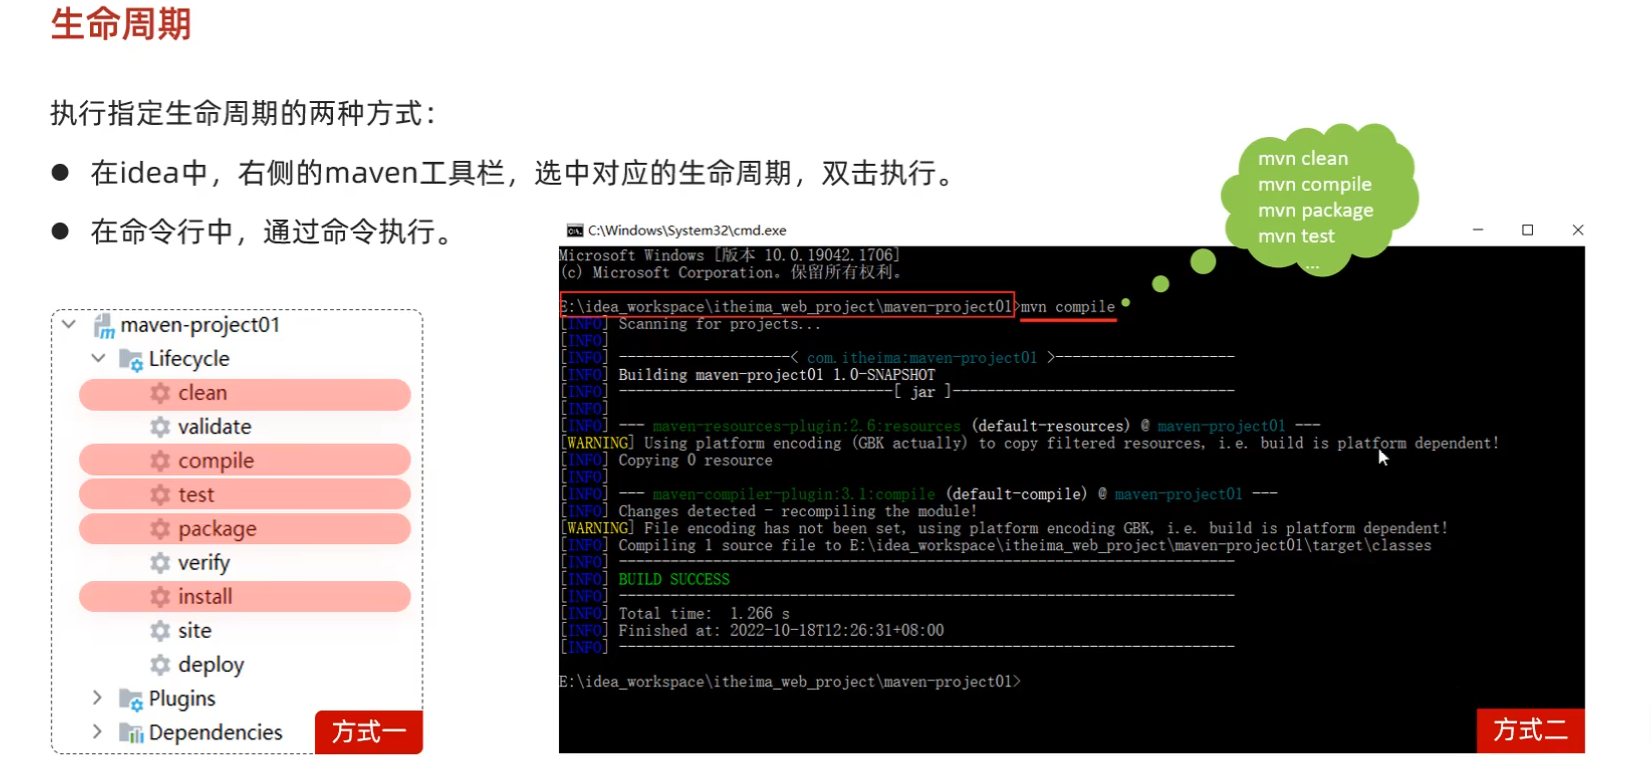 生命周期
执行指定生命周期的两种方式：
● 在idea中，右侧的maven工具栏，选中对应的生命周期，双击执行。
● 在命令行中，通过命令执行。
mvn clean
mvn compile
mvn package
mvn test
...
maven-project01
Lifecycle
clean
validate
compile
test
package
verify
install
site
deploy
Plugins
Dependencies
方式一
C:\Windows\System32\cmd.exe
Microsoft Windows [版本 10.0.19042.1706]
(c) Microsoft Corporation。保留所有权利。
E:\idea_workspace\itheima_web_project\maven-project01>mvn compile
[INFO] Scanning for projects...
[INFO]
[INFO] --------------------< com.itheima:maven-project01 >---------------------
[INFO] Building maven-project01 1.0-SNAPSHOT
[INFO] --------------------------------[ jar ]---------------------------------
[INFO]
[INFO] --- maven-resources-plugin:2.6:resources (default-resources) @ maven-project01 ---
[WARNING] Using platform encoding (GBK actually) to copy filtered resources, i.e. build is platform dependent!
[INFO] Copying 0 resource
[INFO]
[INFO] --- maven-compiler-plugin:3.1:compile (default-compile) @ maven-project01 ---
[INFO] Changes detected - recompiling the module!
[WARNING] File encoding has not been set, using platform encoding GBK, i.e. build is platform dependent!
[INFO] Compiling 1 source file to E:\idea_workspace\itheima_web_project\maven-project01\target\classes
[INFO] ------------------------------------------------------------------------
[INFO] BUILD SUCCESS
[INFO] ------------------------------------------------------------------------
[INFO] Total time:  1.266 s
[INFO] Finished at: 2022-10-18T12:26:31+08:00
[INFO] ------------------------------------------------------------------------
E:\idea_workspace\itheima_web_project\maven-project01>
方式二